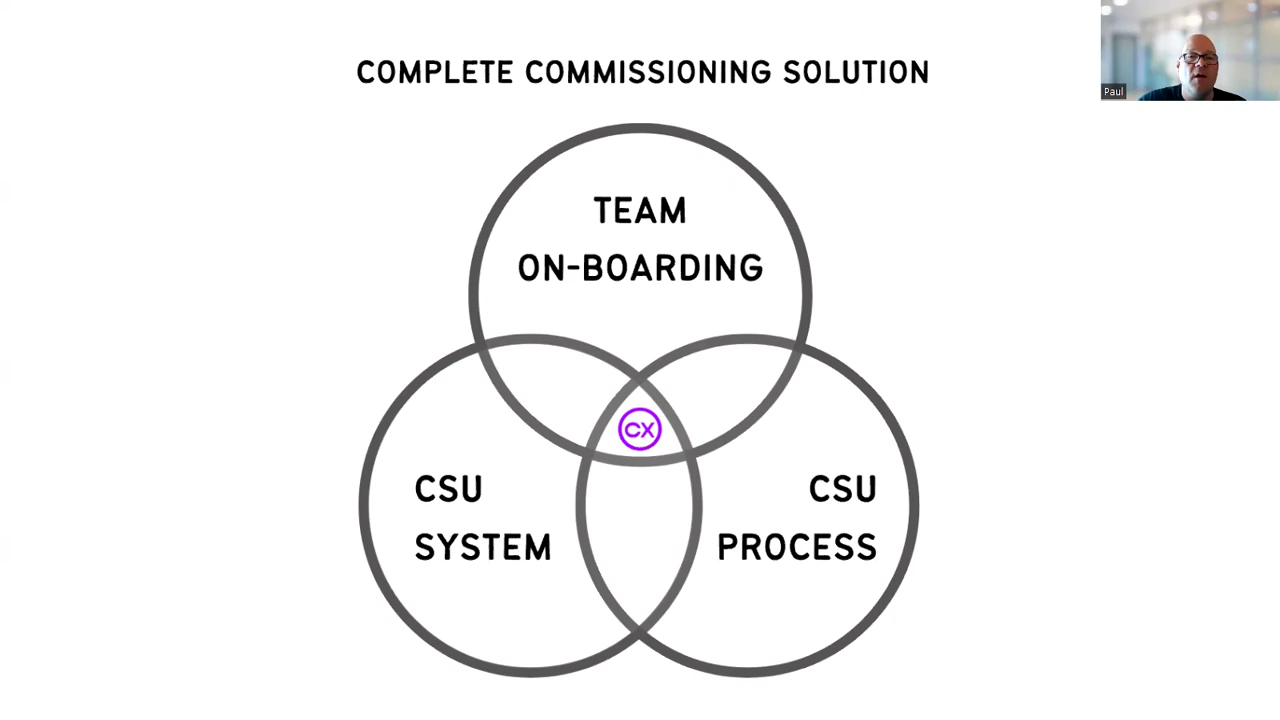 COMPLETE COMMISSIONING SOLUTION
Paul
TEAM
ON-BOARDING
CX
CSU
SYSTEM
CSU
PROCESS